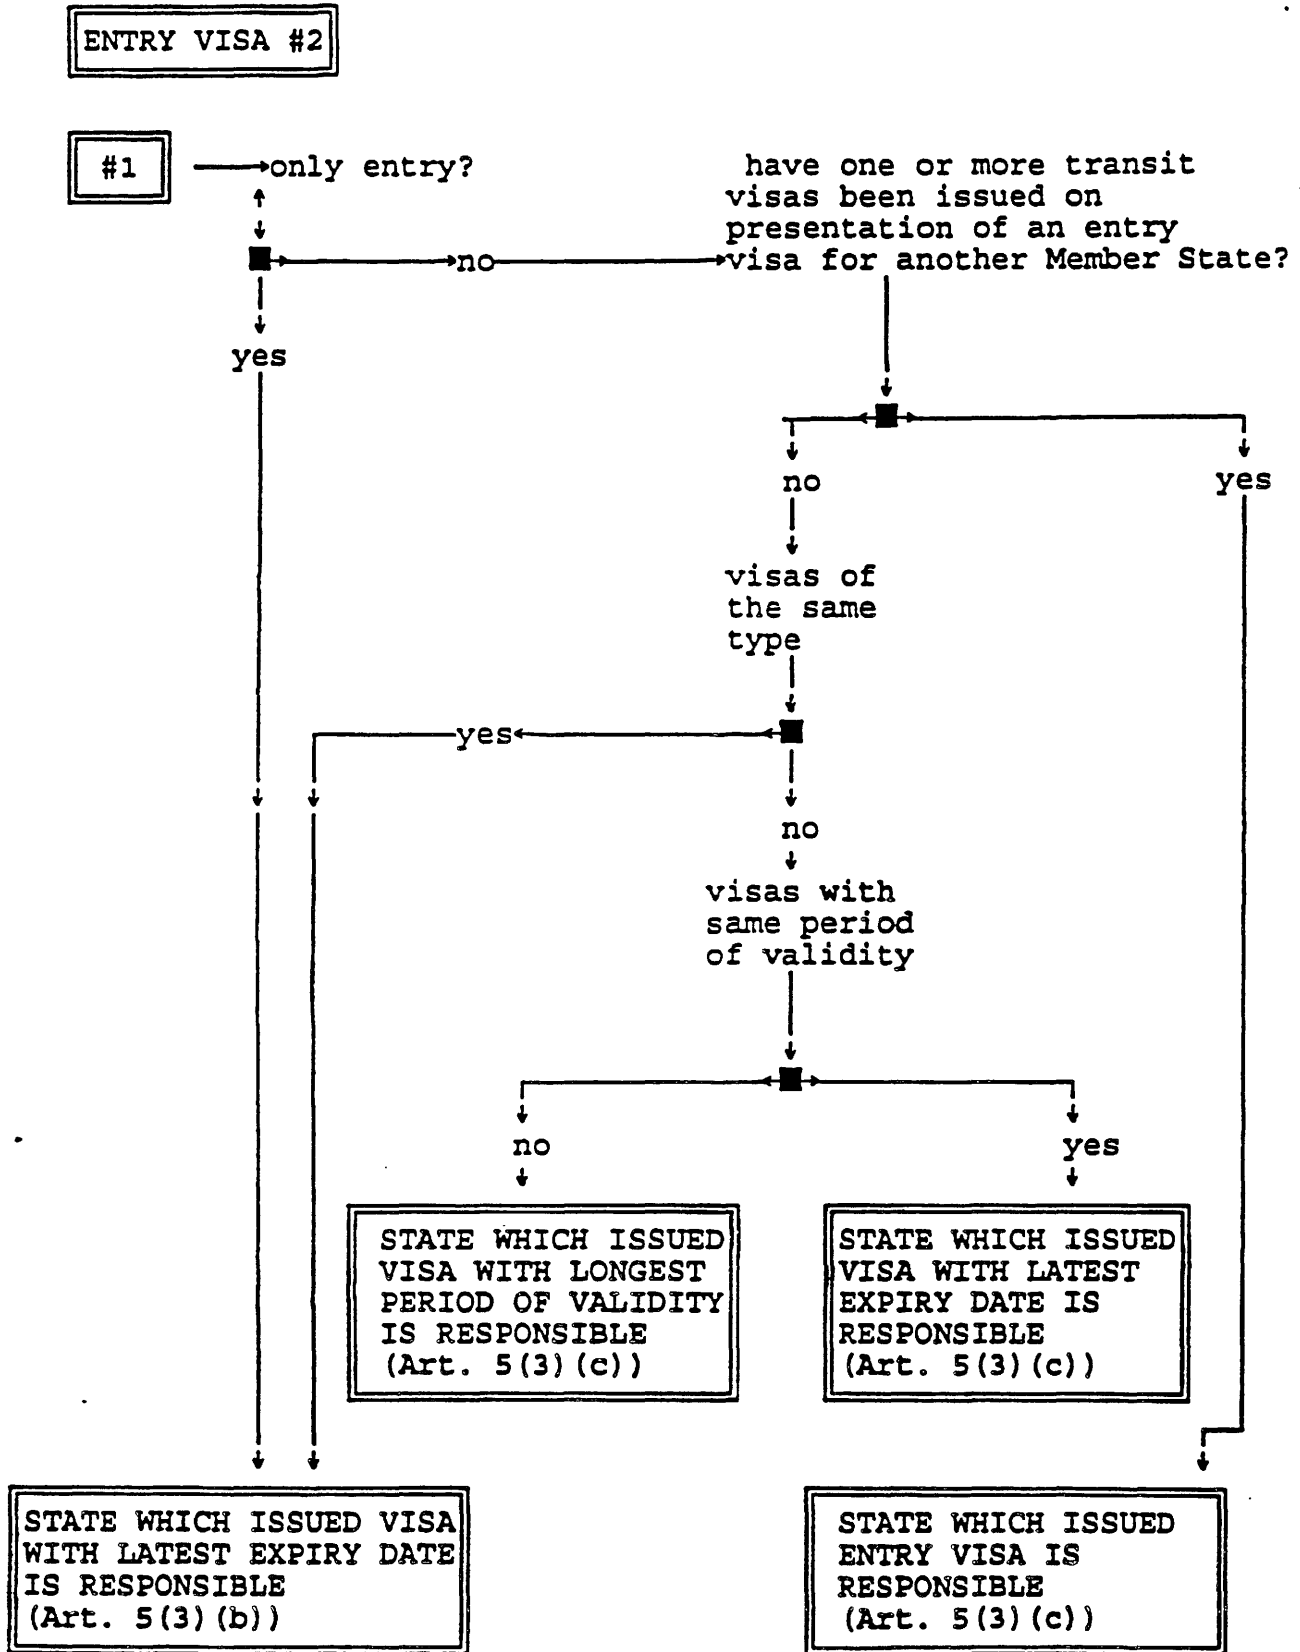 ENTRY VISA #2
#1
only entry?
have one or more transit
visas been issued on
presentation of an entry
visa for another Member State?
no
yes
no
yes
visas of
the same
type
yes
no
visas with
same period
of validity
no
yes
STATE WHICH ISSUED
VISA WITH LONGEST
PERIOD OF VALIDITY
IS RESPONSIBLE
(Art. 5(3)(c))
STATE WHICH ISSUED
VISA WITH LATEST
EXPIRY DATE IS
RESPONSIBLE
(Art. 5(3)(c))
STATE WHICH ISSUED VISA
WITH LATEST EXPIRY DATE
IS RESPONSIBLE
(Art. 5(3)(b))
STATE WHICH ISSUED
ENTRY VISA IS
RESPONSIBLE
(Art. 5(3)(c))